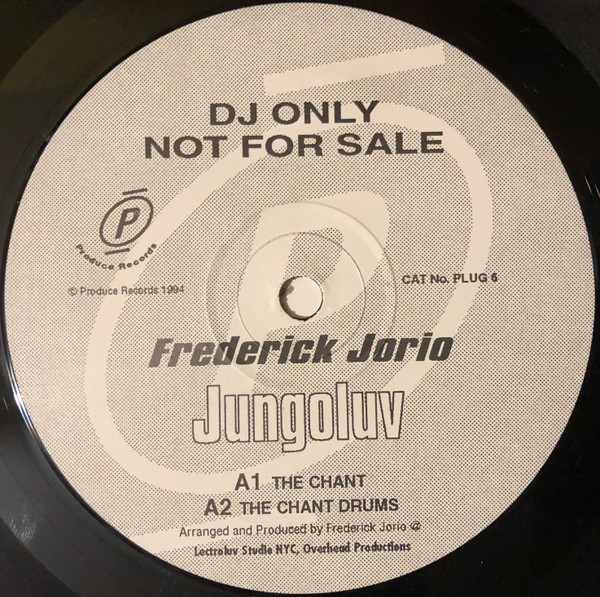 DJ ONLY
NOT FOR SALE
P
Produce Records
© Produce Records 1994
CAT No. PLUG 6
Frederick Jorio
Jungoluv
A1 THE CHANT
A2 THE CHANT DRUMS
Arranged and Produced by Frederick Jorio @
Lectroluv Studio NYC, Overhead Productions